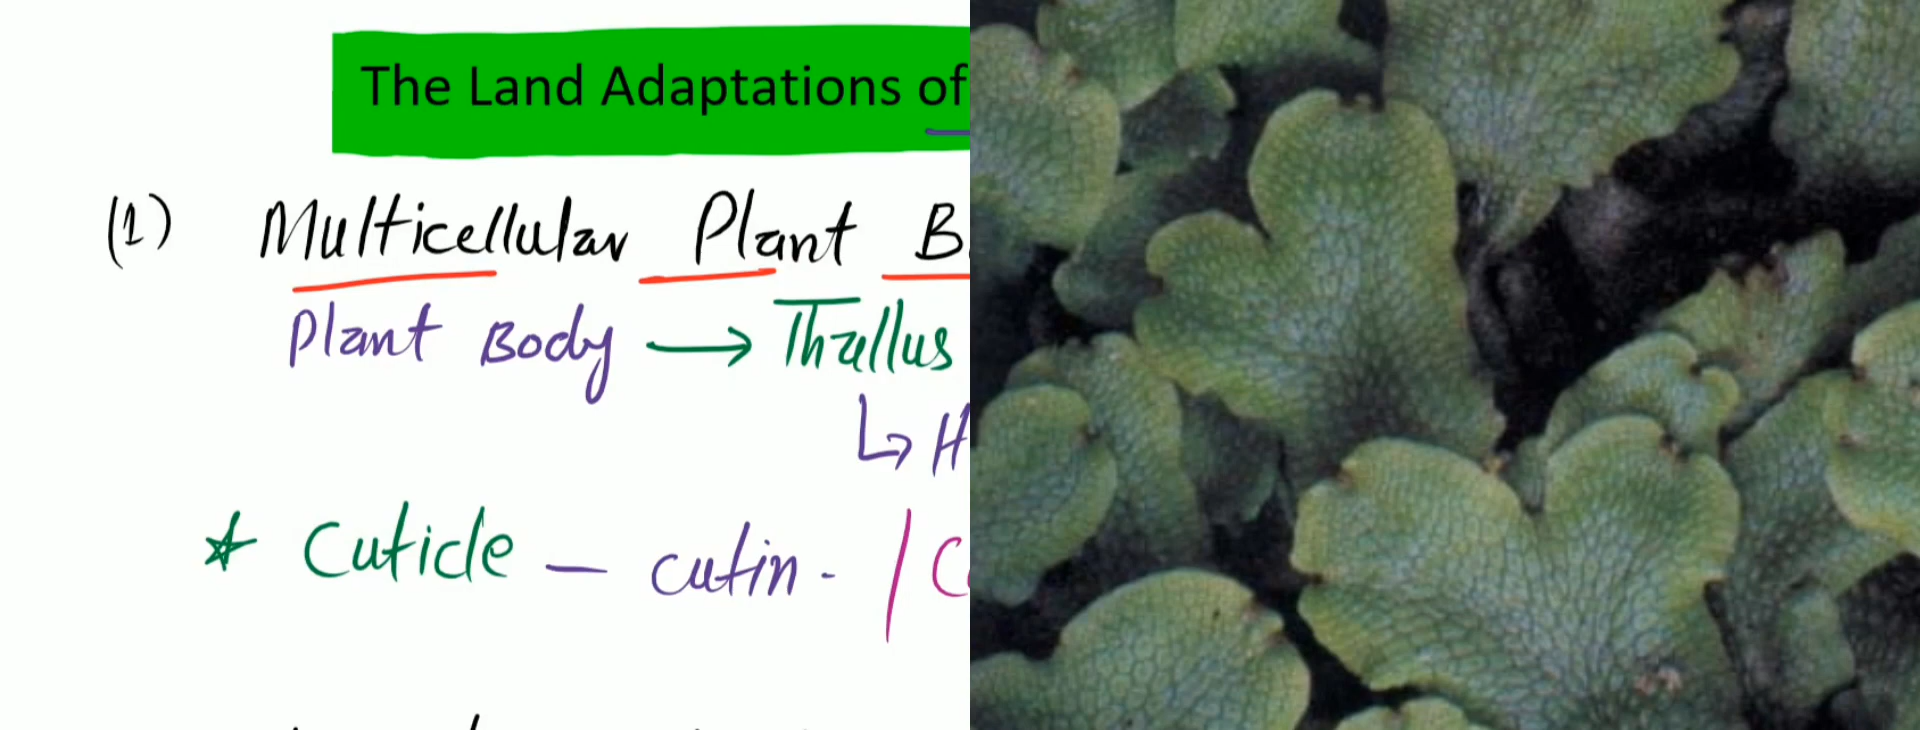 The Land Adaptations of
(1) Multicellular Plant B
Plant Body → Thallus
↳ H
* Cuticle - cutin. / C